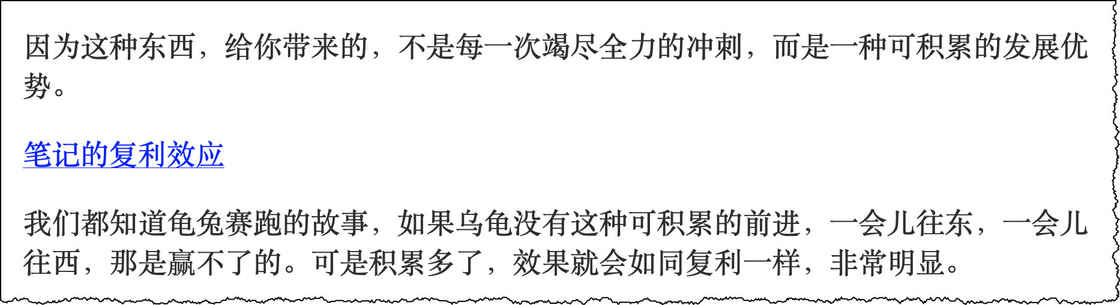 因为这种东西，给你带来的，不是每一次竭尽全力的冲刺，而是一种可积累的发展优
势。
笔记的复利效应
我们都知道龟兔赛跑的故事，如果乌龟没有这种可积累的前进，一会儿往东，一会儿
往西，那是赢不了的。可是积累多了，效果就会如同复利一样，非常明显。